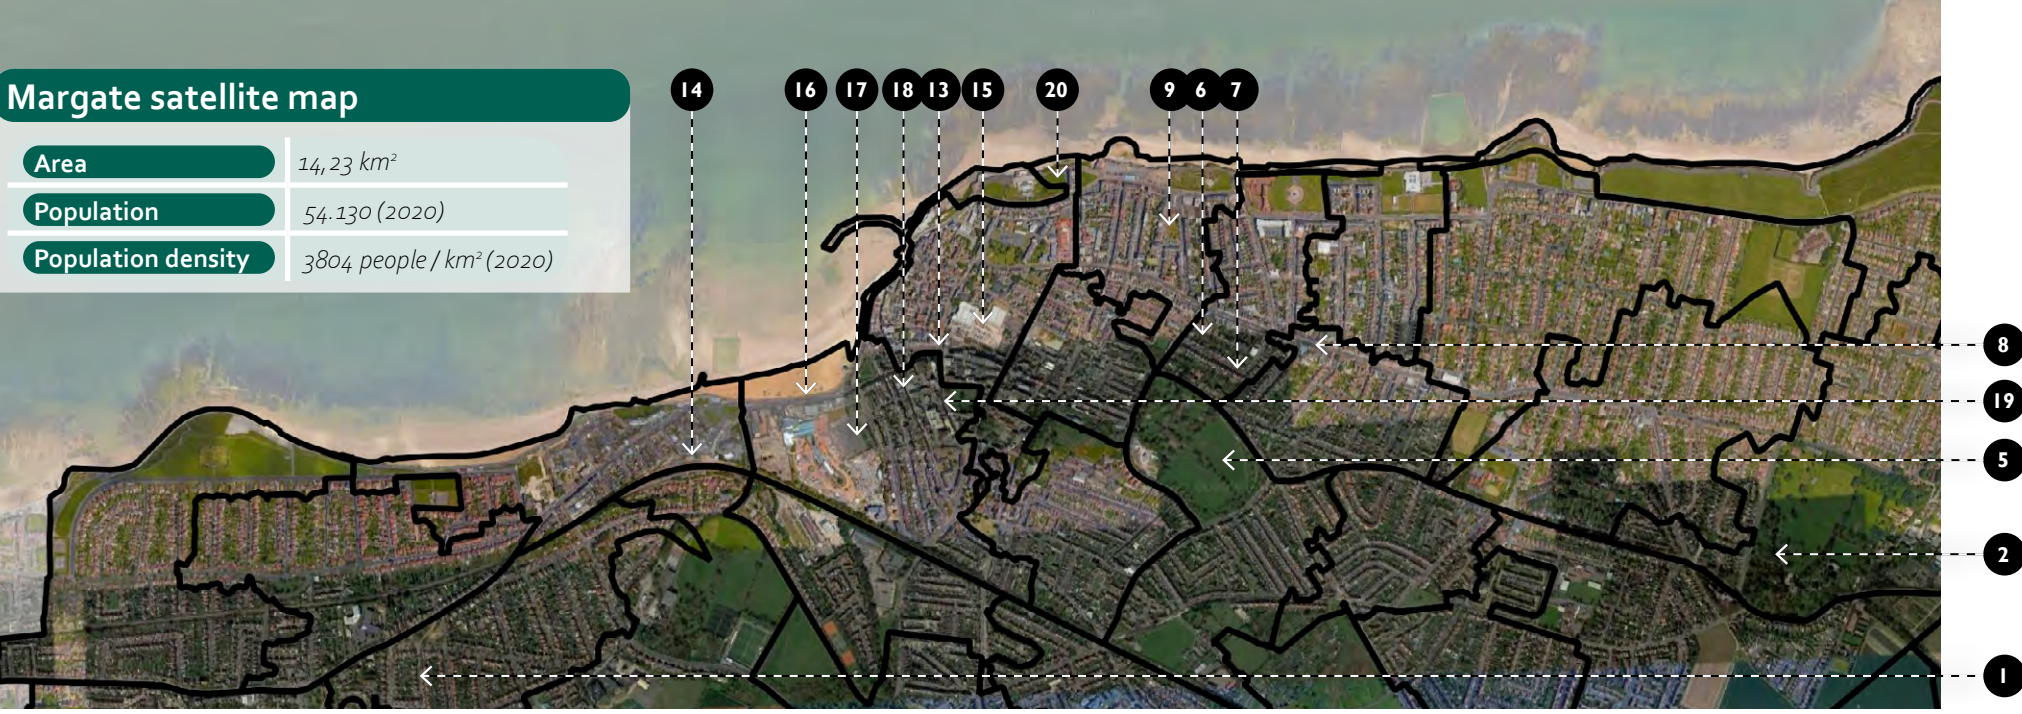 Margate satellite map
Area 14,23 km²
Population 54.130 (2020)
Population density 3804 people / km² (2020)
14 16 17 18 13 15 20 9 6 7
8
19
5
2
1